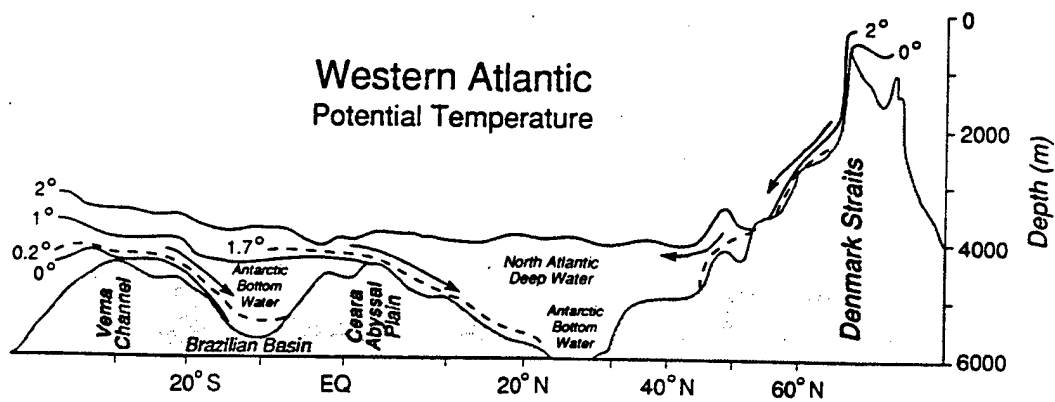 Western Atlantic
Potential Temperature
2°
0°
0
2000
4000
6000
Depth (m)
2°
1°
0.2°
0°
1.7°
Antarctic
Bottom
Water
North Atlantic
Deep Water
Antarctic
Bottom
Water
Vema
Channel
Brazilian Basin
Ceara
Abyssal
Plain
Denmark Straits
20° S
EQ
20° N
40° N
60° N